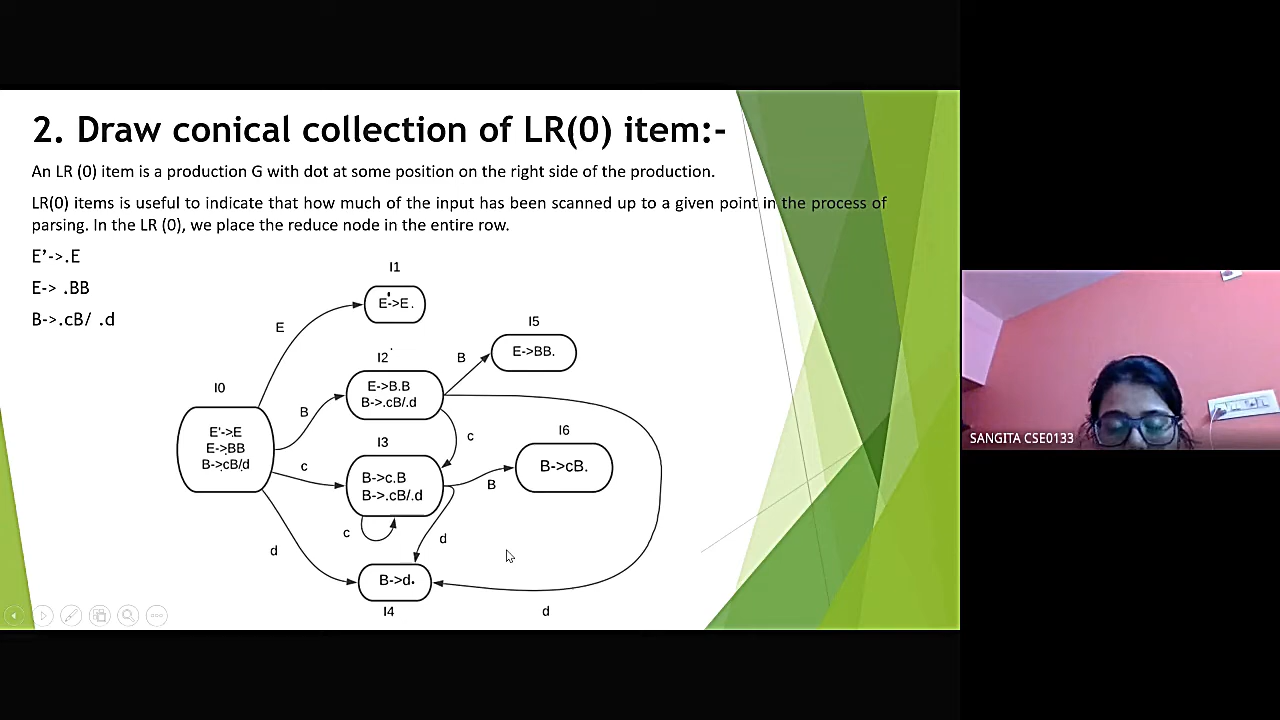 2. Draw conical collection of LR(0) item:-
An LR (0) item is a production G with dot at some position on the right side of the production.
LR(0) items is useful to indicate that how much of the input has been scanned up to a given point in the process of
parsing. In the LR (0), we place the reduce node in the entire row.
E’->.E
E-> .BB
B->.cB/ .d
I1
E'->E.
E
I5
E->BB.
I2
B
E->B.B
B->.cB/.d
I0
B
E'->E
E->BB
B->.cB/.d
c
I3
c
B->c.B
B->.cB/.d
I6
B->cB.
B
c
d
d
B->d.
I4
d
SANGITA CSE0133